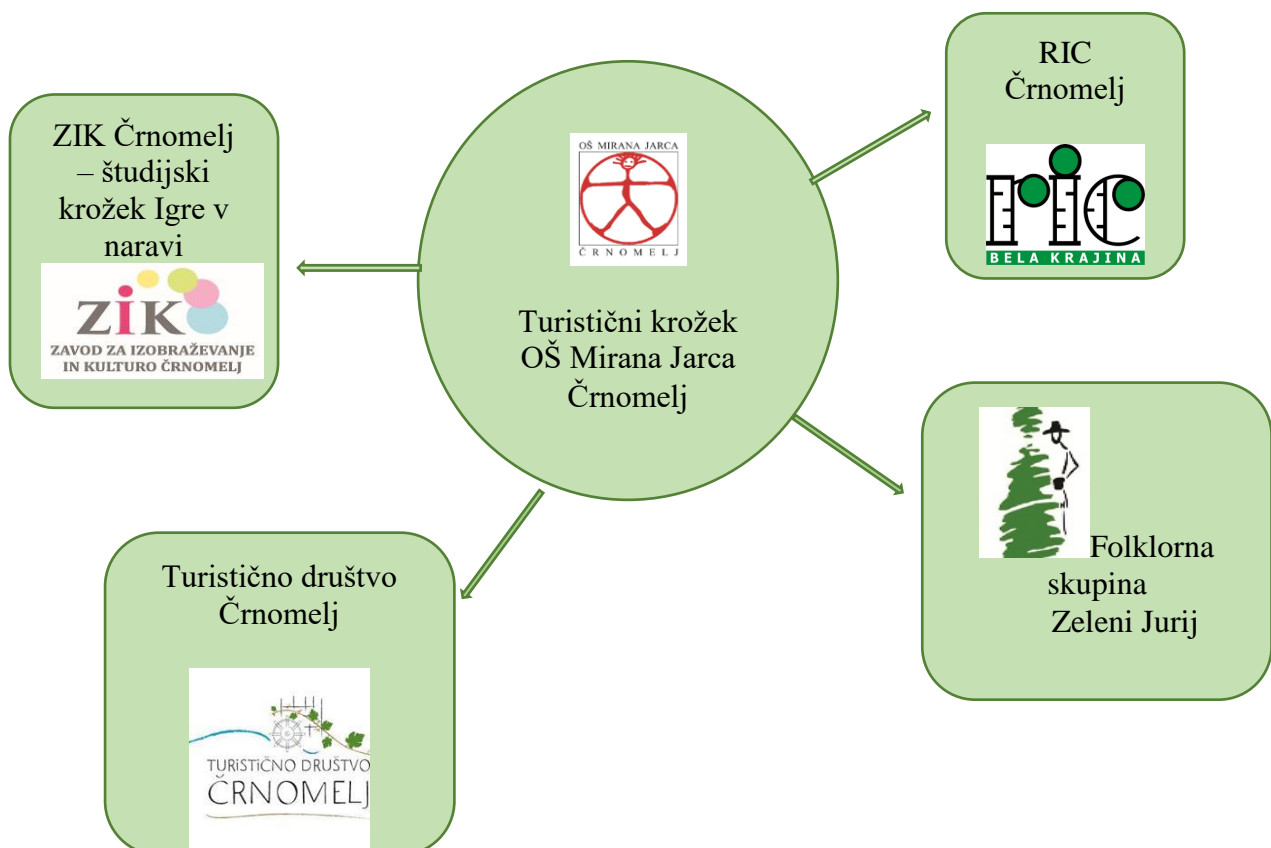 RIC
Črnomelj
ric
BELA KRAJINA
ZIK Črnomelj
– študijski
krožek Igre v
naravi
ZiK
ZAVOD ZA IZOBRAŽEVANJE
IN KULTURO ČRNOMELJ
OŠ MIRANA JARCA
ČRNOMELJ
Turistični krožek
OŠ Mirana Jarca
Črnomelj
Folklorna
skupina
Zeleni Jurij
Turistično društvo
Črnomelj
TURiSTiČNO DRUŠTVO
ČRNOMELJ